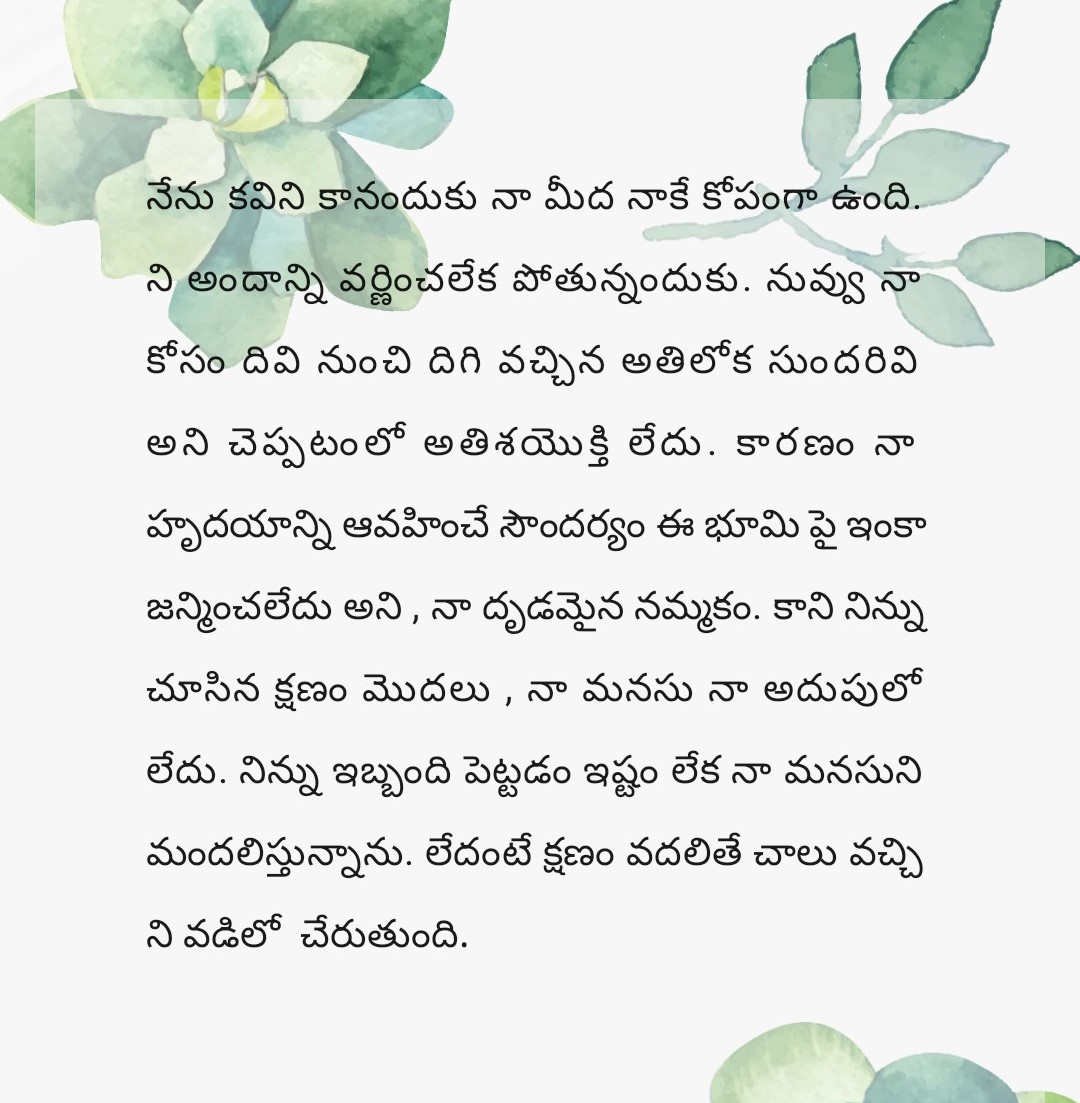 నేను కవిని కానందుకు నా మీద నాకే కోపంగా ఉంది.
ని అందాన్ని వర్ణించలేక పోతున్నందుకు. నువ్వు నా
కోసం దివి నుంచి దిగి వచ్చిన అతిలోక సుందరివి
అని చెప్పటంలో అతిశయొక్తి లేదు. కారణం నా
హృదయాన్ని ఆవహించే సౌందర్యం ఈ భూమి పై ఇంకా
జన్మించలేదు అని , నా దృడమైన నమ్మకం. కాని నిన్ను
చూసిన క్షణం మొదలు , నా మనసు నా అదుపులో
లేదు. నిన్ను ఇబ్బంది పెట్టడం ఇష్టం లేక నా మనసుని
మందలిస్తున్నాను. లేదంటే క్షణం వదలితే చాలు వచ్చి
ని వడిలో చేరుతుంది.